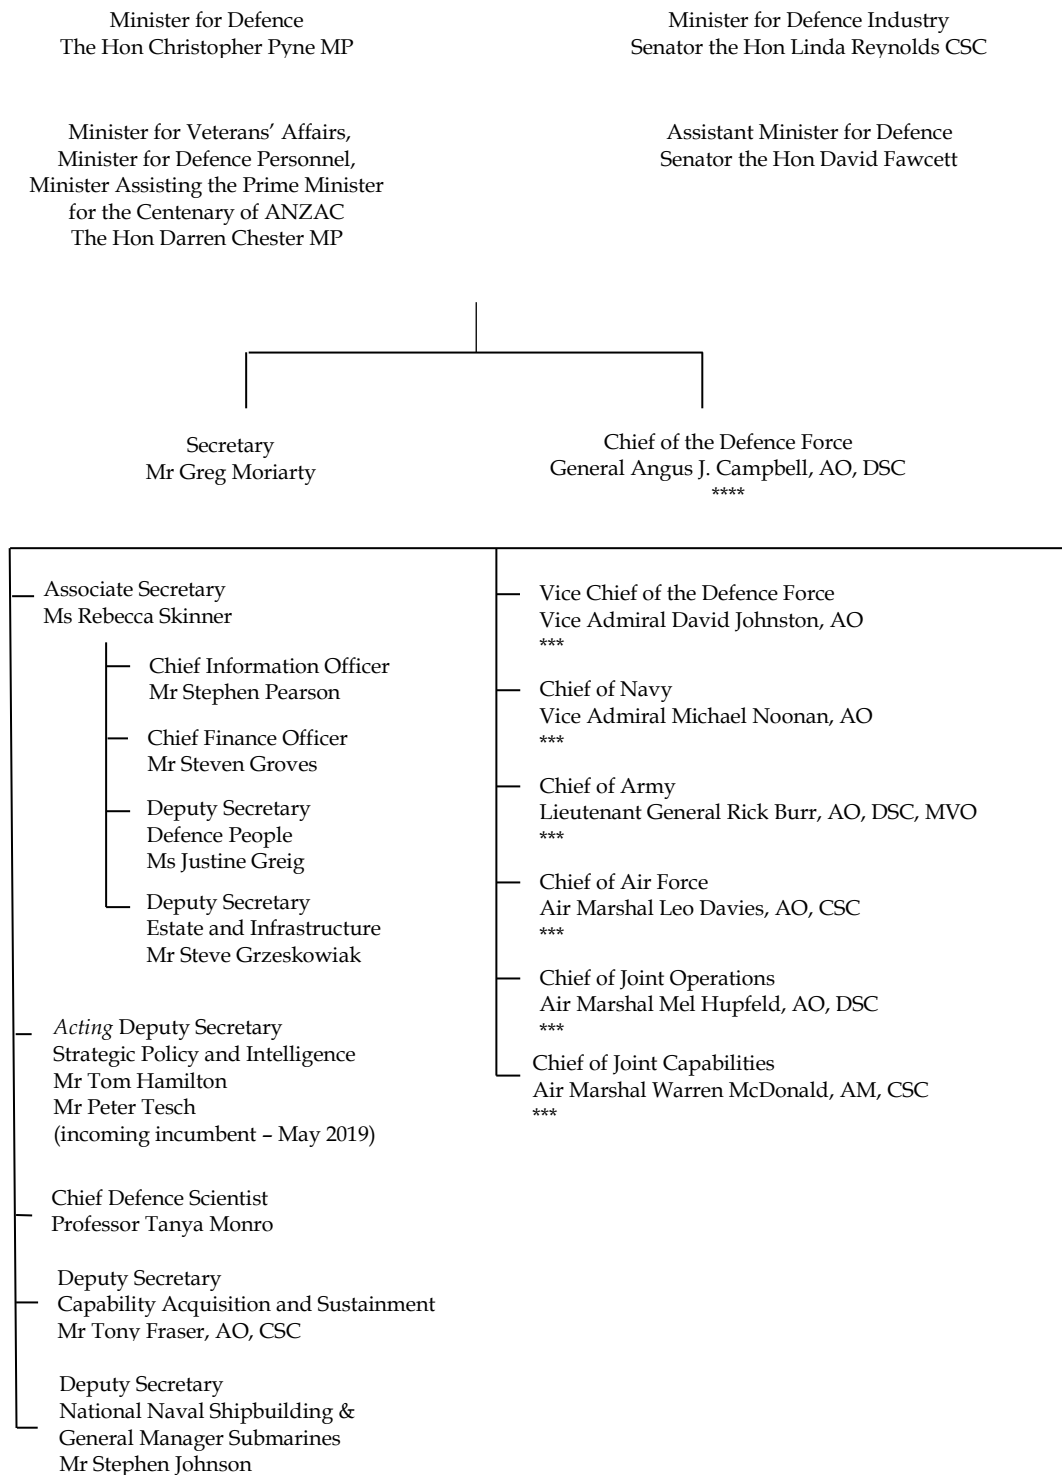 Minister for Defence
The Hon Christopher Pyne MP
Minister for Defence Industry
Senator the Hon Linda Reynolds CSC
Minister for Veterans’ Affairs,
Minister for Defence Personnel,
Minister Assisting the Prime Minister
for the Centenary of ANZAC
The Hon Darren Chester MP
Assistant Minister for Defence
Senator the Hon David Fawcett
Secretary
Mr Greg Moriarty
Chief of the Defence Force
General Angus J. Campbell, AO, DSC
****
Associate Secretary
Ms Rebecca Skinner
Chief Information Officer
Mr Stephen Pearson
Chief Finance Officer
Mr Steven Groves
Deputy Secretary
Defence People
Ms Justine Greig
Deputy Secretary
Estate and Infrastructure
Mr Steve Grzeskowiak
Acting Deputy Secretary
Strategic Policy and Intelligence
Mr Tom Hamilton
Mr Peter Tesch
(incoming incumbent – May 2019)
Chief Defence Scientist
Professor Tanya Monro
Deputy Secretary
Capability Acquisition and Sustainment
Mr Tony Fraser, AO, CSC
Deputy Secretary
National Naval Shipbuilding &
General Manager Submarines
Mr Stephen Johnson
Vice Chief of the Defence Force
Vice Admiral David Johnston, AO
***
Chief of Navy
Vice Admiral Michael Noonan, AO
***
Chief of Army
Lieutenant General Rick Burr, AO, DSC, MVO
***
Chief of Air Force
Air Marshal Leo Davies, AO, CSC
***
Chief of Joint Operations
Air Marshal Mel Hupfeld, AO, DSC
***
Chief of Joint Capabilities
Air Marshal Warren McDonald, AM, CSC
***